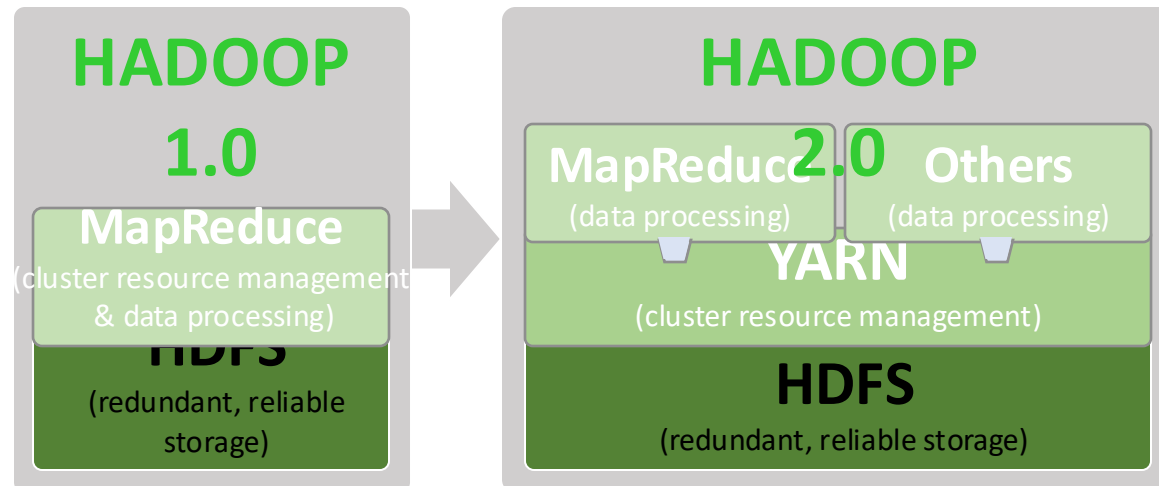 HADOOP
1.0
MapReduce
(cluster resource management
& data processing)
HDFS
(redundant, reliable
storage)
HADOOP
2.0
MapReduce
(data processing)
Others
(data processing)
YARN
(cluster resource management)
HDFS
(redundant, reliable storage)